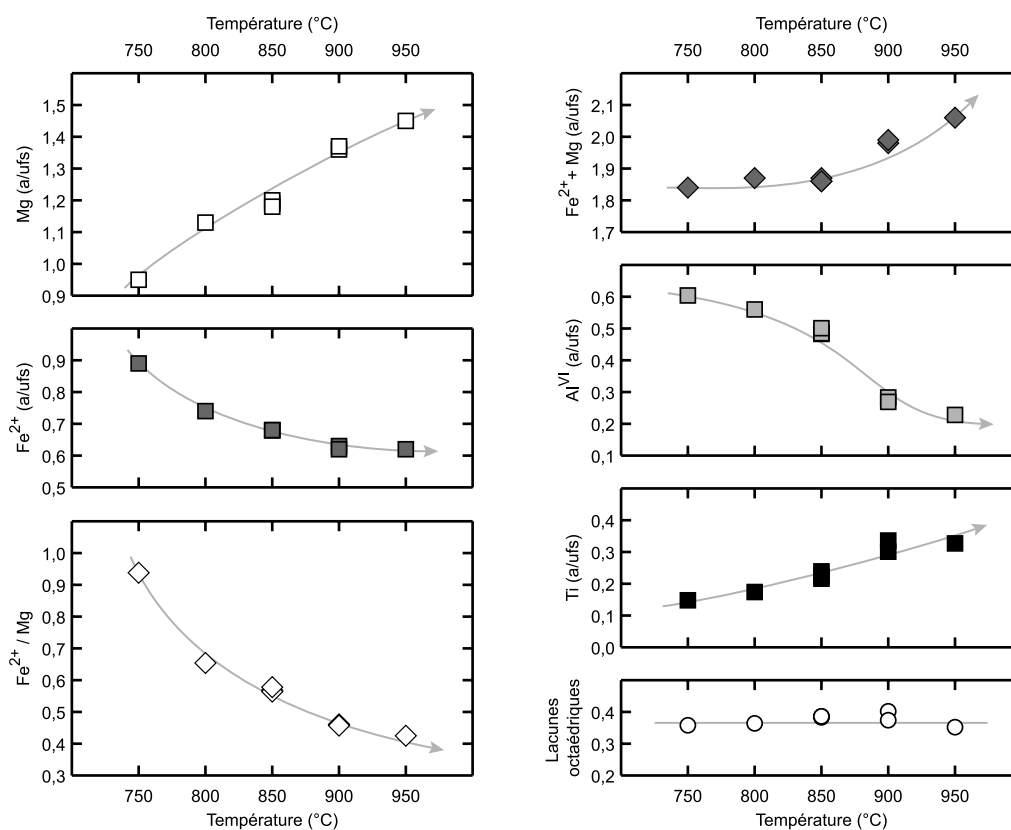 Température (°C)
750 800 850 900 950
Mg (a/ufs)
1,5
1,4
1,3
1,2
1,1
1,0
0,9
Fe²⁺ (a/ufs)
0,9
0,8
0,7
0,6
0,5
Fe²⁺ / Mg
1,0
0,9
0,8
0,7
0,6
0,5
0,4
0,3
750 800 850 900 950
Température (°C)
Température (°C)
750 800 850 900 950
Fe²⁺+ Mg (a/ufs)
2,1
2,0
1,9
1,8
1,7
Al^VI (a/ufs)
0,6
0,5
0,4
0,3
0,2
0,1
Ti (a/ufs)
0,4
0,3
0,2
0,1
0,0
Lacunes
octaédriques
0,4
0,3
0,2
750 800 850 900 950
Température (°C)